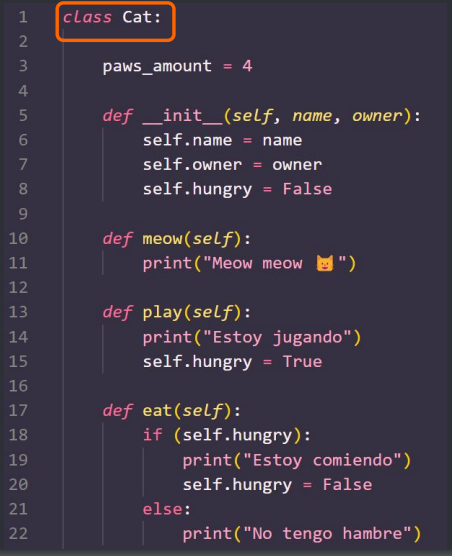 1 class Cat:
2
3     paws_amount = 4
4
5     def __init__(self, name, owner):
6         self.name = name
7         self.owner = owner
8         self.hungry = False
9
10     def meow(self):
11         print("Meow meow 🐱")
12
13     def play(self):
14         print("Estoy jugando")
15         self.hungry = True
16
17     def eat(self):
18         if (self.hungry):
19             print("Estoy comiendo")
20             self.hungry = False
21         else:
22             print("No tengo hambre")